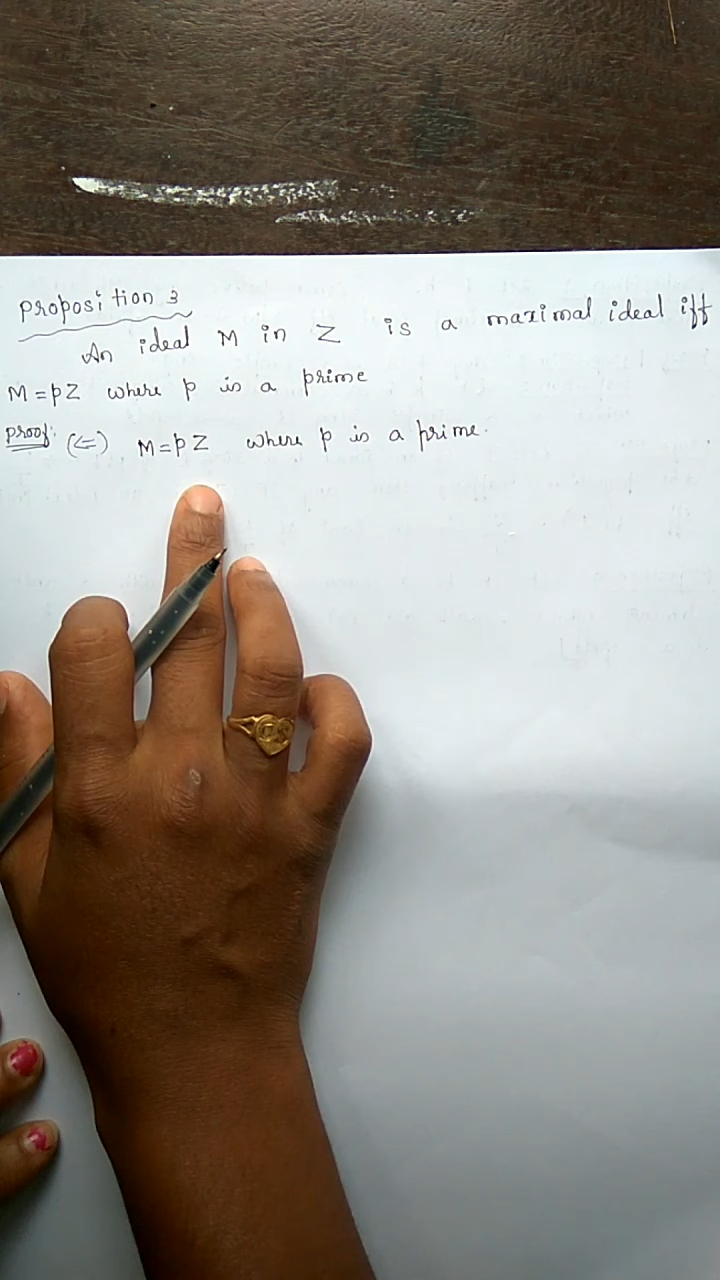 Proposition 3
An ideal M in Z is a maximal ideal iff
M = pZ where p is a prime
Proof: (⇐) M = pZ where p is a prime.